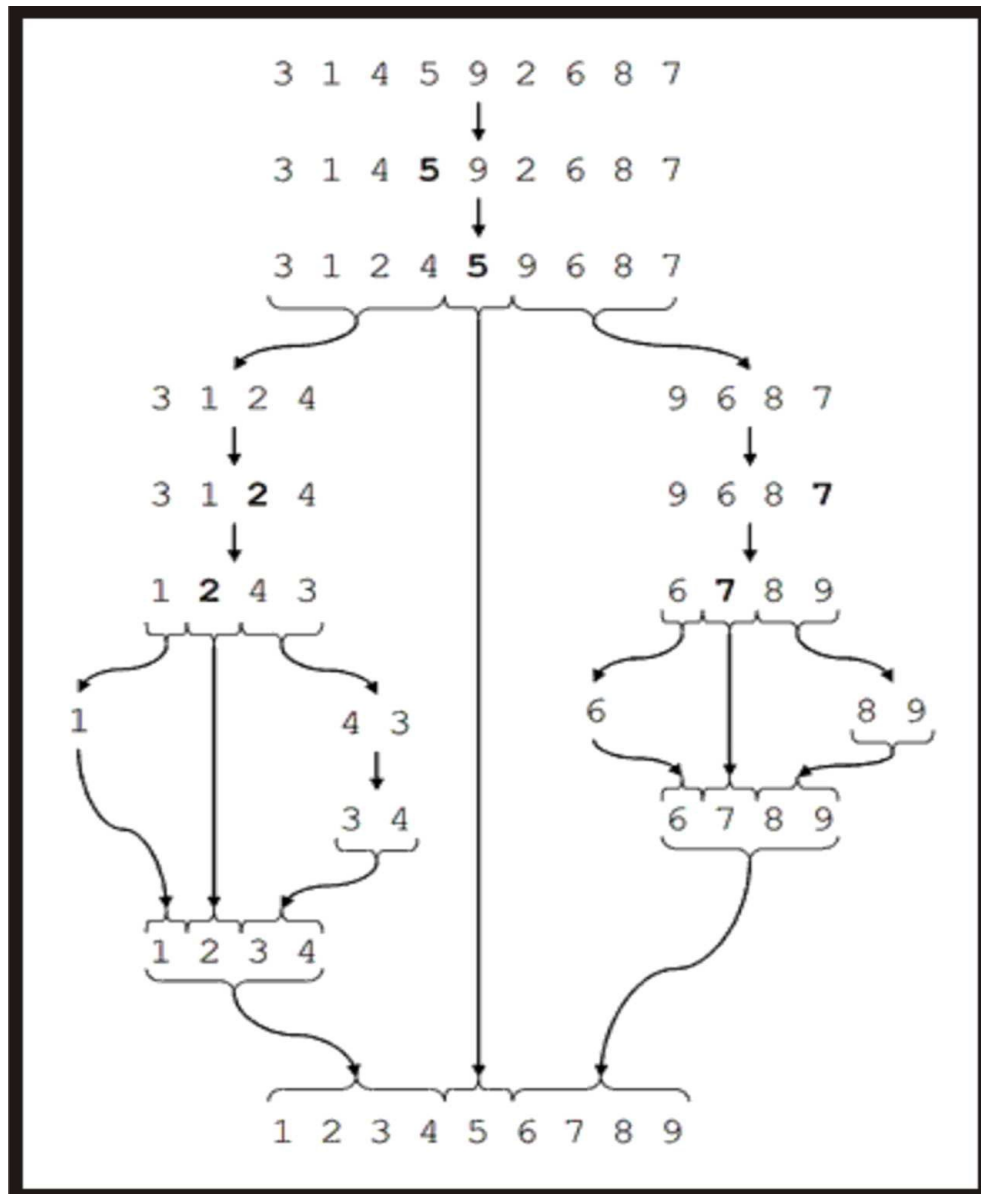 3 1 4 5 9 2 6 8 7
3 1 4 5 9 2 6 8 7
3 1 2 4 5 9 6 8 7
3 1 2 4
9 6 8 7
3 1 2 4
9 6 8 7
1 2 4 3
6 7 8 9
1
4 3
6
8 9
3 4
6 7 8 9
1 2 3 4
1 2 3 4 5 6 7 8 9